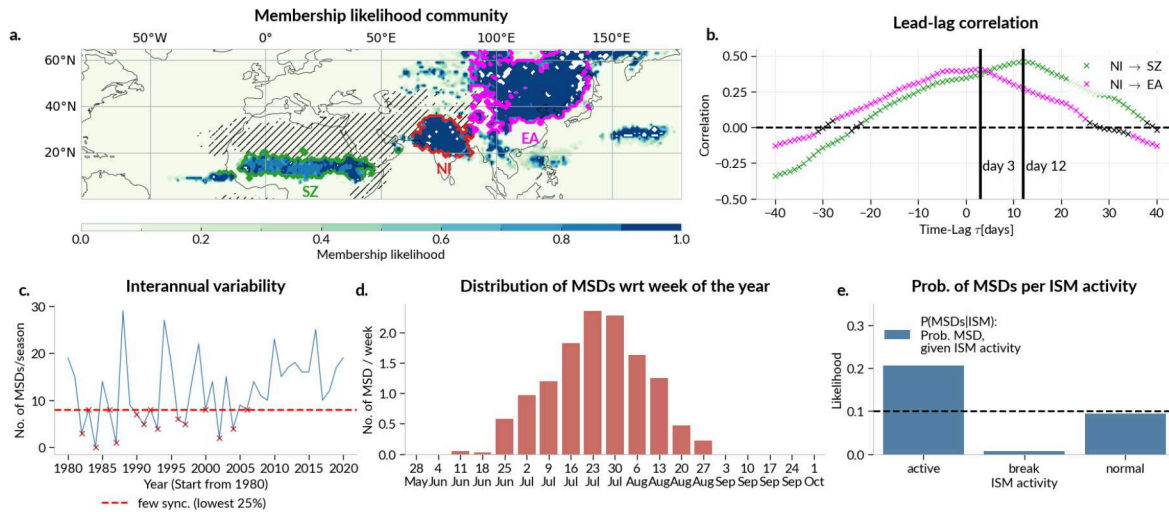 Membership likelihood community
a.
50°W 0° 50°E 100°E 150°E
60°N
40°N
20°N
EA
NI
SZ
0.0 0.2 0.4 0.6 0.8 1.0
Membership likelihood
Lead-lag correlation
b.
0.50
0.25
0.00
−0.25
−0.50
Correlation
NI → SZ
NI → EA
day 3
day 12
−40 −30 −20 −10 0 10 20 30 40
Time-Lag τ[days]
c.
Interannual variability
30
20
10
0
No. of MSDs/season
1980 1985 1990 1995 2000 2005 2010 2015 2020
Year (Start from 1980)
few sync. (lowest 25%)
d.
Distribution of MSDs wrt week of the year
2.0
1.5
1.0
0.5
0.0
No. of MSD / week
28 4 11 18 25 2 9 16 23 30 6 13 20 27 3 10 17 24 1
May Jun Jun Jun Jun Jul Jul Jul Jul Jul Aug Aug Aug Aug Sep Sep Sep Sep Oct
e.
Prob. of MSDs per ISM activity
0.3
0.2
0.1
0.0
Likelihood
P(MSDs|ISM):
Prob. MSD,
given ISM activity
active break normal
ISM activity